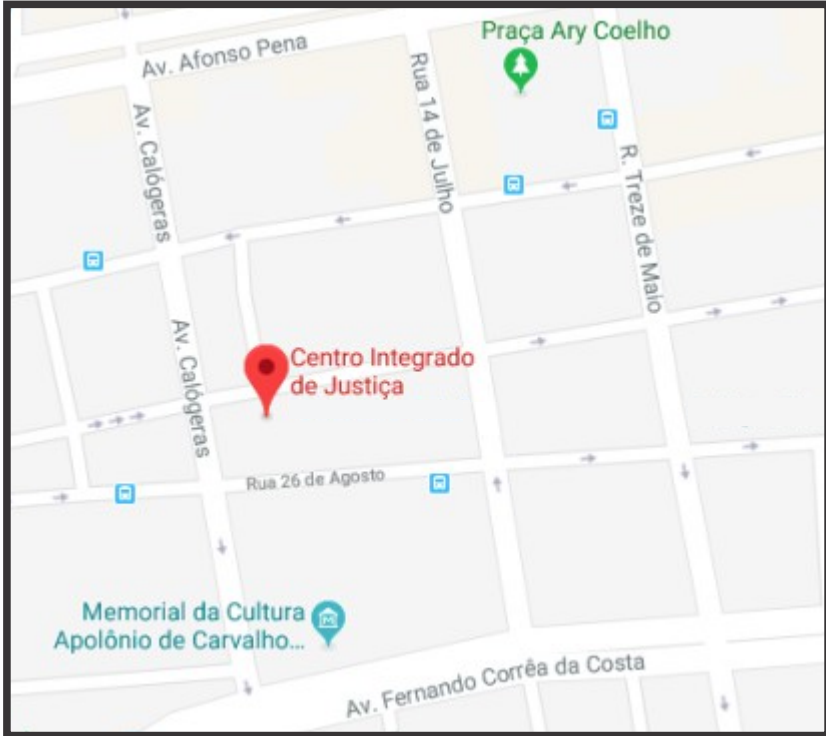 Praça Ary Coelho
Av. Afonso Pena
Rua 14 de Julho
Av. Calógeras
R. Treze de Maio
Av. Calógeras
Centro Integrado
de Justiça
Rua 26 de Agosto
Memorial da Cultura
Apolônio de Carvalho...
Av. Fernando Corrêa da Costa